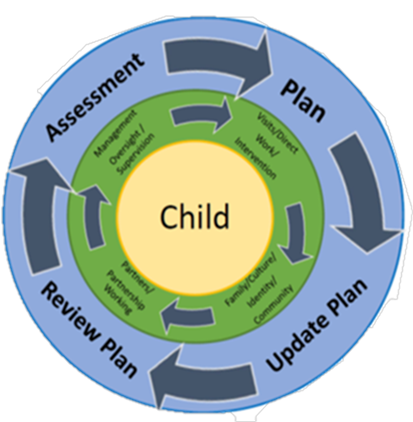 Assessment
Plan
Update Plan
Review Plan
Management
Oversight /
Supervision
Visits/Direct
Work/
Intervention
Family/Culture/
Identity/
Community
Partners/
Partnership
Working
Child